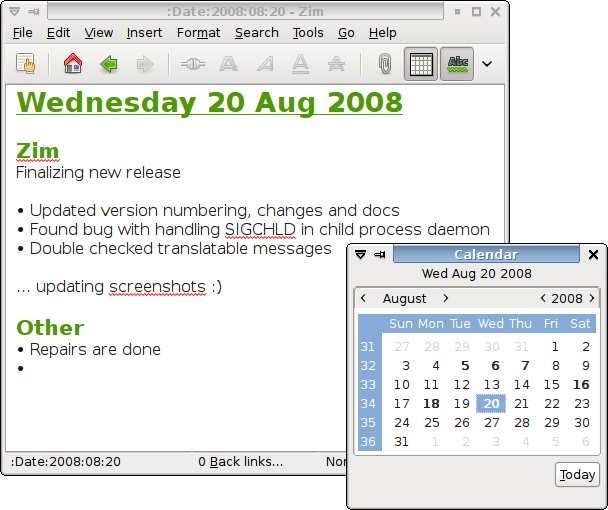 :Date:2008:08:20 - Zim
File Edit View Insert Format Search Tools Go Help
A A A A Abc
Wednesday 20 Aug 2008
Zim
Finalizing new release
• Updated version numbering, changes and docs
• Found bug with handling SIGCHLD in child process daemon
• Double checked translatable messages
... updating screenshots :)
Other
• Repairs are done
•
:Date:2008:08:20 0 Back links...
Calendar
Wed Aug 20 2008
< August > < 2008 >
Sun Mon Tue Wed Thu Fri Sat
31 27 28 29 30 31 1 2
32 3 4 5 6 7 8 9
33 10 11 12 13 14 15 16
34 17 18 19 20 21 22 23
35 24 25 26 27 28 29 30
36 31 1 2 3 4 5 6
Today